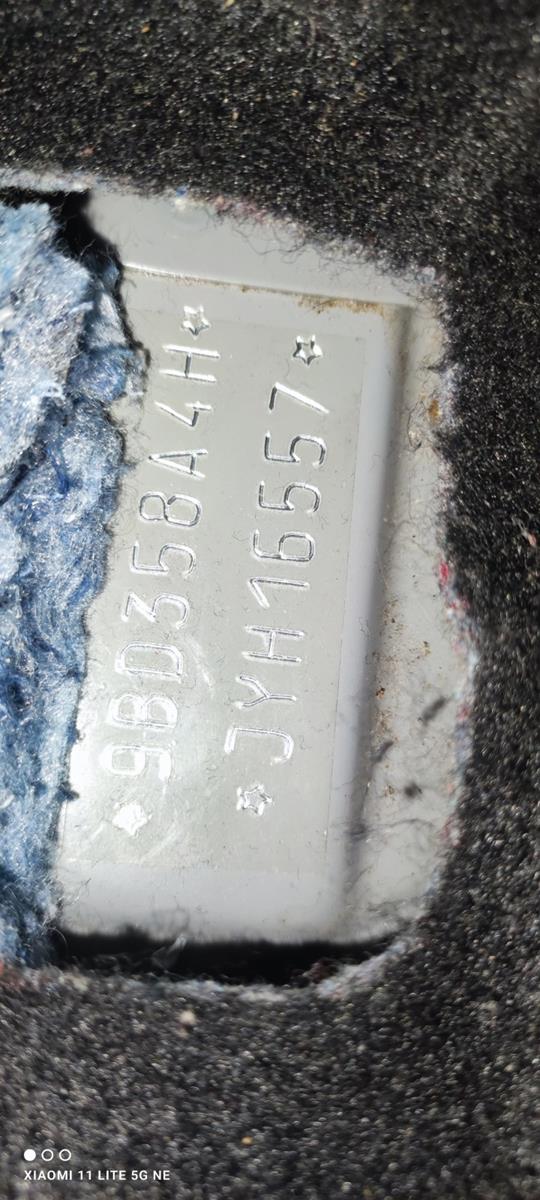 ☆9BD358A4H☆
☆JYH16557☆
XIAOMI 11 LITE 5G NE